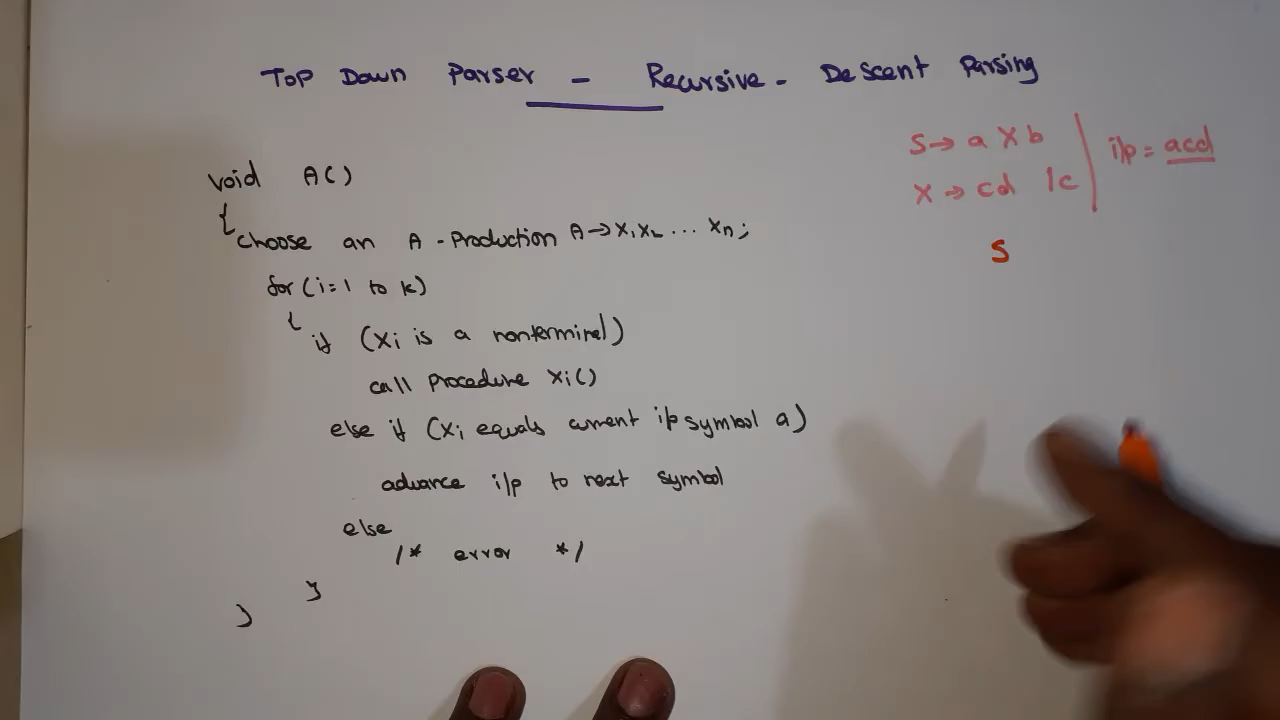 Top Down Parser - Recursive - Descent Parsing
void A()
{
choose an A - Production A→X1X2 ... Xn;
for (i=1 to k)
{
if (Xi is a nonterminal)
call Procedure Xi()
else if (Xi equals current i/p symbol a)
advance i/p to next symbol
else
/* error */
}
}
S→ a X b
X → cd /c
i/p = acd
S